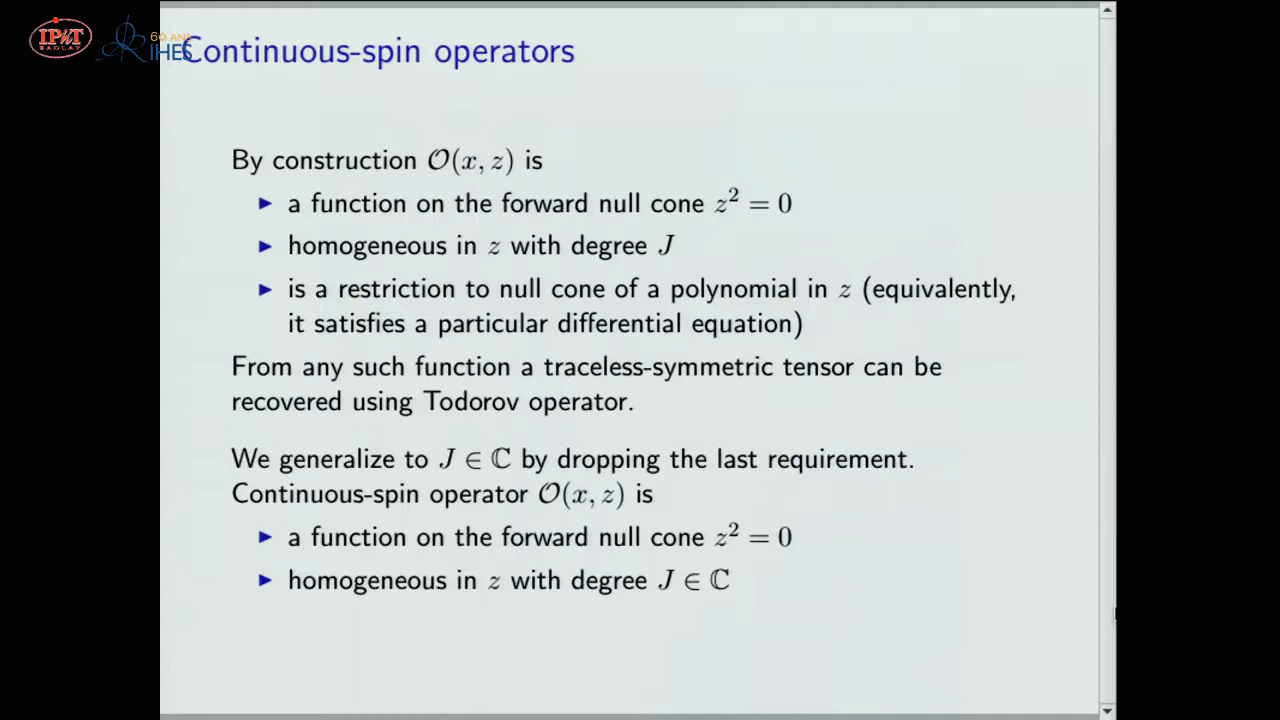 IPhT
SACLAY
60 ANS
IHES
Continuous-spin operators
By construction 𝒪(x, z) is
▶ a function on the forward null cone z² = 0
▶ homogeneous in z with degree J
▶ is a restriction to null cone of a polynomial in z (equivalently,
it satisfies a particular differential equation)
From any such function a traceless-symmetric tensor can be
recovered using Todorov operator.
We generalize to J ∈ ℂ by dropping the last requirement.
Continuous-spin operator 𝒪(x, z) is
▶ a function on the forward null cone z² = 0
▶ homogeneous in z with degree J ∈ ℂ